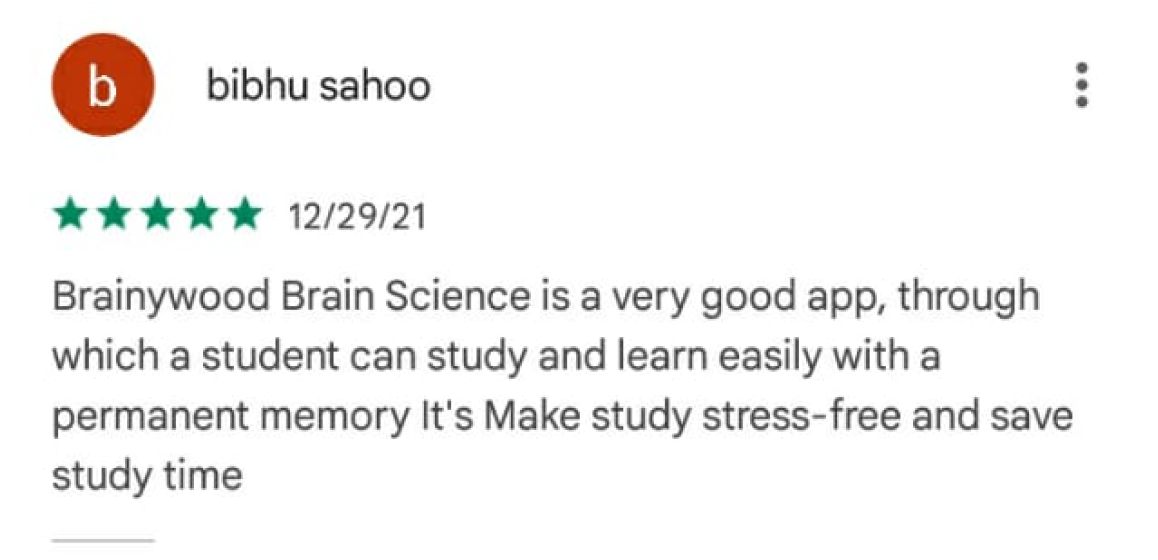 b
bibhu sahoo
12/29/21
Brainywood Brain Science is a very good app, through
which a student can study and learn easily with a
permanent memory It's Make study stress-free and save
study time